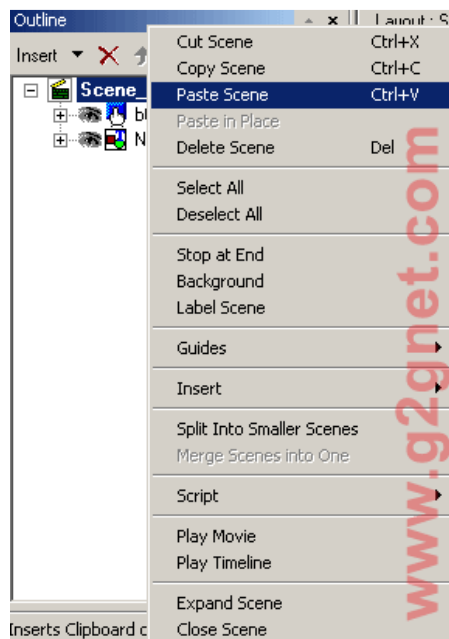 Outline
Layout : S
Insert
Scene_
Cut Scene Ctrl+X
Copy Scene Ctrl+C
Paste Scene Ctrl+V
Paste in Place
Delete Scene Del
Select All
Deselect All
Stop at End
Background
Label Scene
Guides
Insert
Split Into Smaller Scenes
Merge Scenes into One
Script
Play Movie
Play Timeline
Expand Scene
Close Scene
Inserts Clipboard c
www.g2gnet.com